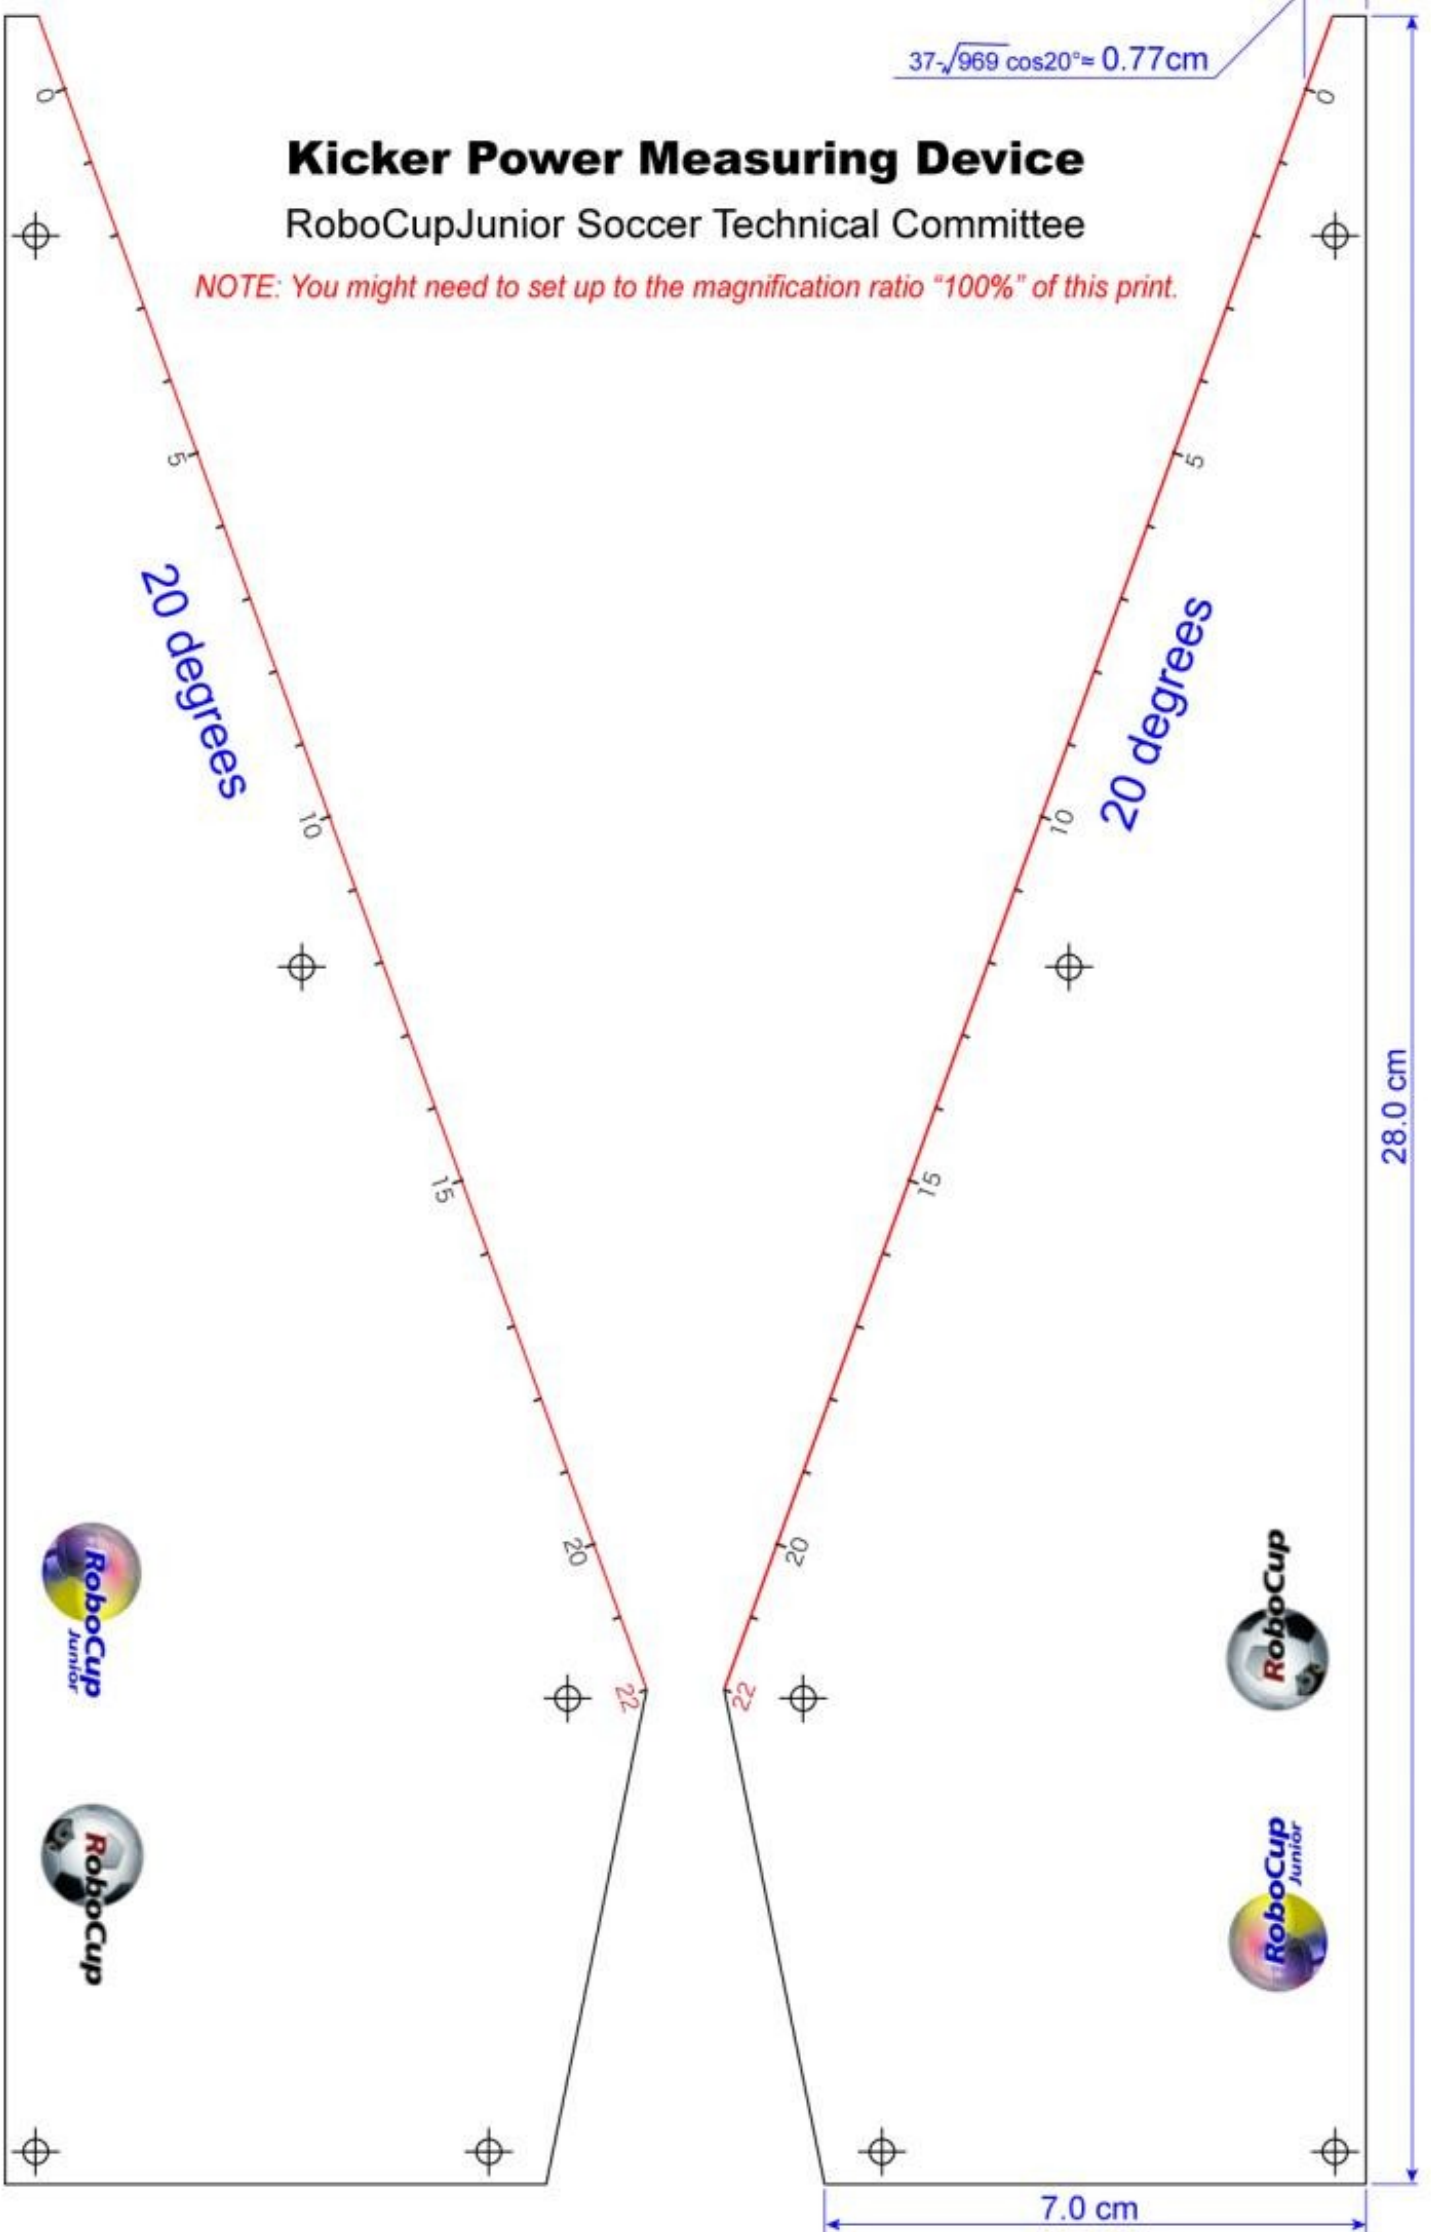 37-√969 cos20°≈ 0.77cm
0
0
Kicker Power Measuring Device
RoboCupJunior Soccer Technical Committee
NOTE: You might need to set up to the magnification ratio “100%” of this print.
5
5
20 degrees
20 degrees
10
10
28.0 cm
15
15
20
20
RoboCup
Junior
RoboCup
22
22
RoboCup
RoboCup
Junior
7.0 cm